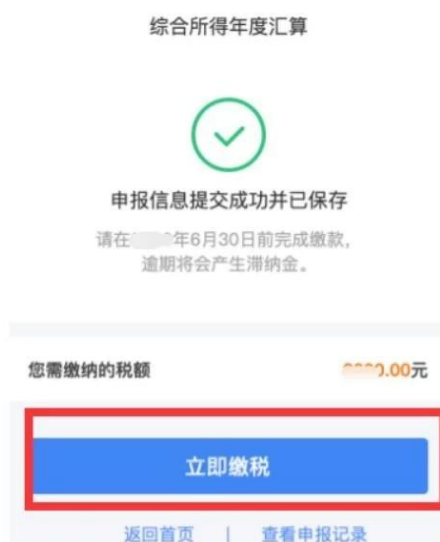 综合所得年度汇算
申报信息提交成功并已保存
请在年6月30日前完成缴款，
逾期将会产生滞纳金。
您需缴纳的税额 .00元
立即缴税
返回首页 | 查看申报记录